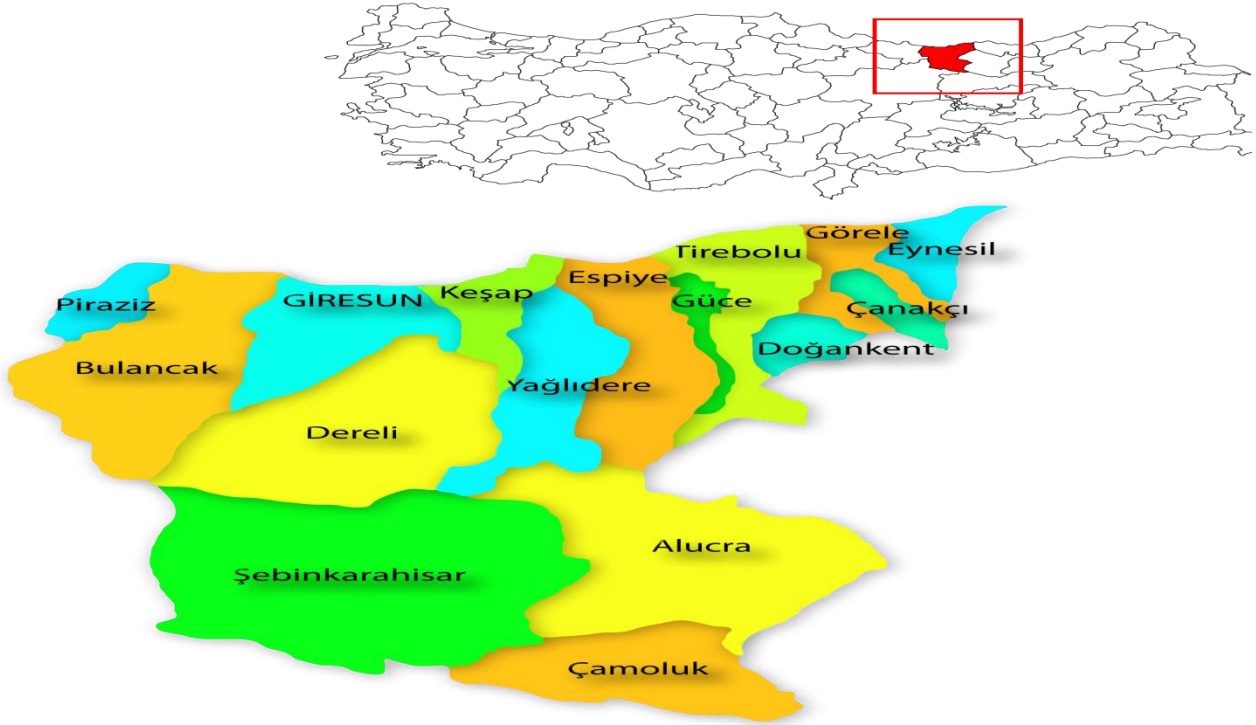 Görele
Tirebolu
Eynesil
Espiye
Keşap
GİRESUN
Piraziz
Güce
Çanakçı
Doğankent
Bulancak
Yağlıdere
Dereli
Alucra
Şebinkarahisar
Çamoluk